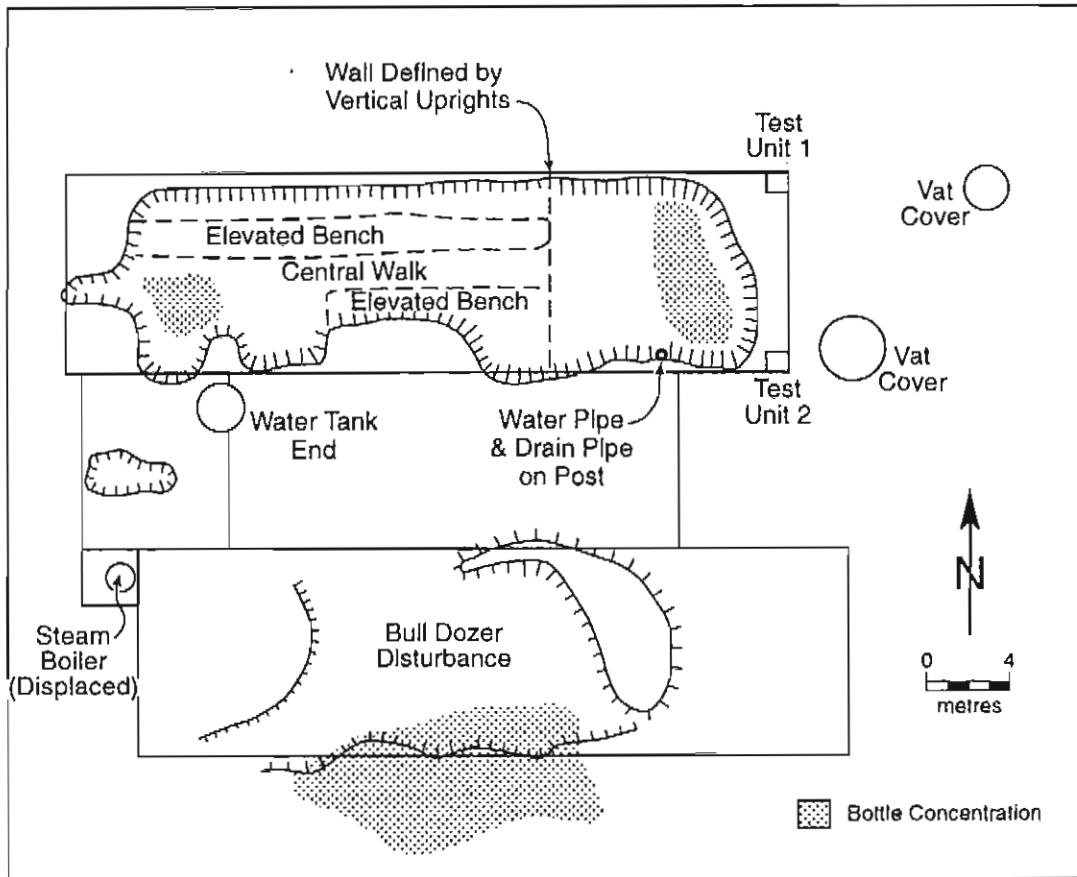 Wall Defined by
Vertical Uprights
Test
Unit 1
Vat
Cover
Elevated Bench
Central Walk
Elevated Bench
Vat
Cover
Test
Unit 2
Water Tank
End
Water Pipe
& Drain Pipe
on Post
N
Steam
Boiler
(Displaced)
Bull Dozer
Disturbance
0 4
metres
Bottle Concentration